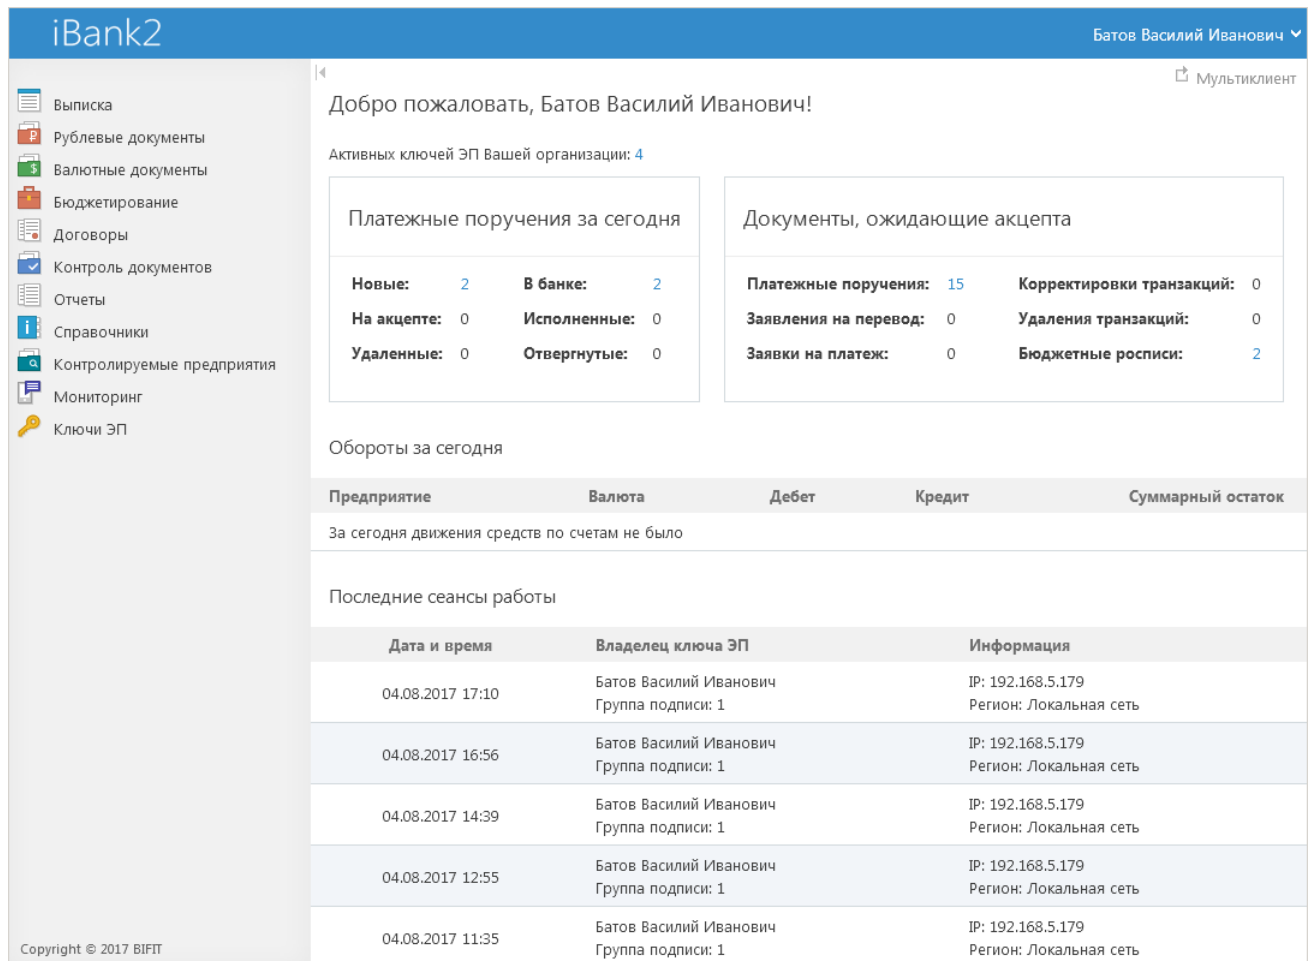 iBank2
Батов Василий Иванович
Мультиклиент
Выписка
Рублевые документы
Валютные документы
Бюджетирование
Договоры
Контроль документов
Отчеты
Справочники
Контролируемые предприятия
Мониторинг
Ключи ЭП
Copyright © 2017 BIFIT
Добро пожаловать, Батов Василий Иванович!
Активных ключей ЭП Вашей организации: 4
Платежные поручения за сегодня
Новые: 2 В банке: 2
На акцепте: 0 Исполненные: 0
Удаленные: 0 Отвергнутые: 0
Документы, ожидающие акцепта
Платежные поручения: 15 Корректировки транзакций: 0
Заявления на перевод: 0 Удаления транзакций: 0
Заявки на платеж: 0 Бюджетные росписи: 2
Обороты за сегодня
Предприятие Валюта Дебет Кредит Суммарный остаток
За сегодня движения средств по счетам не было
Последние сеансы работы
Дата и время Владелец ключа ЭП Информация
04.08.2017 17:10 Батов Василий Иванович IP: 192.168.5.179
Группа подписи: 1 Регион: Локальная сеть
04.08.2017 16:56 Батов Василий Иванович IP: 192.168.5.179
Группа подписи: 1 Регион: Локальная сеть
04.08.2017 14:39 Батов Василий Иванович IP: 192.168.5.179
Группа подписи: 1 Регион: Локальная сеть
04.08.2017 12:55 Батов Василий Иванович IP: 192.168.5.179
Группа подписи: 1 Регион: Локальная сеть
04.08.2017 11:35 Батов Василий Иванович IP: 192.168.5.179
Группа подписи: 1 Регион: Локальная сеть